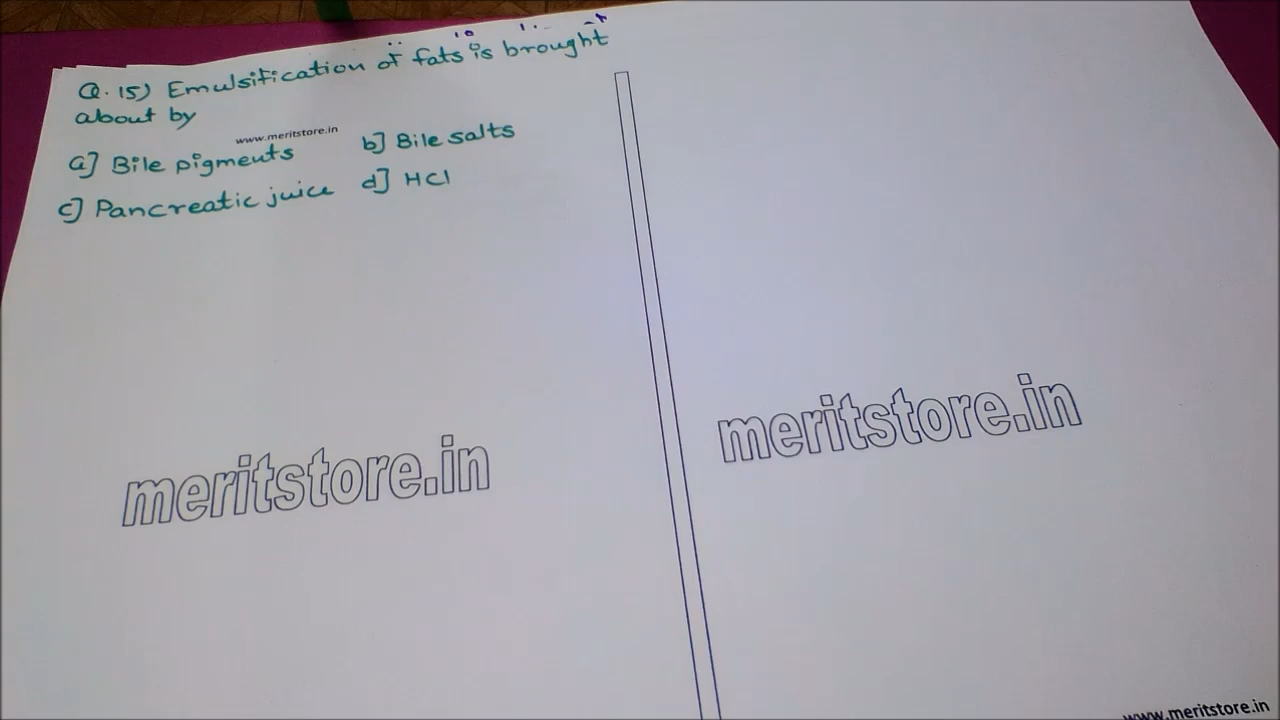 Q. 15) Emulsification of fats is brought
about by
www.meritstore.in
a] Bile pigments b] Bile salts
c] Pancreatic juice d] HCl
meritstore.in
meritstore.in
www.meritstore.in